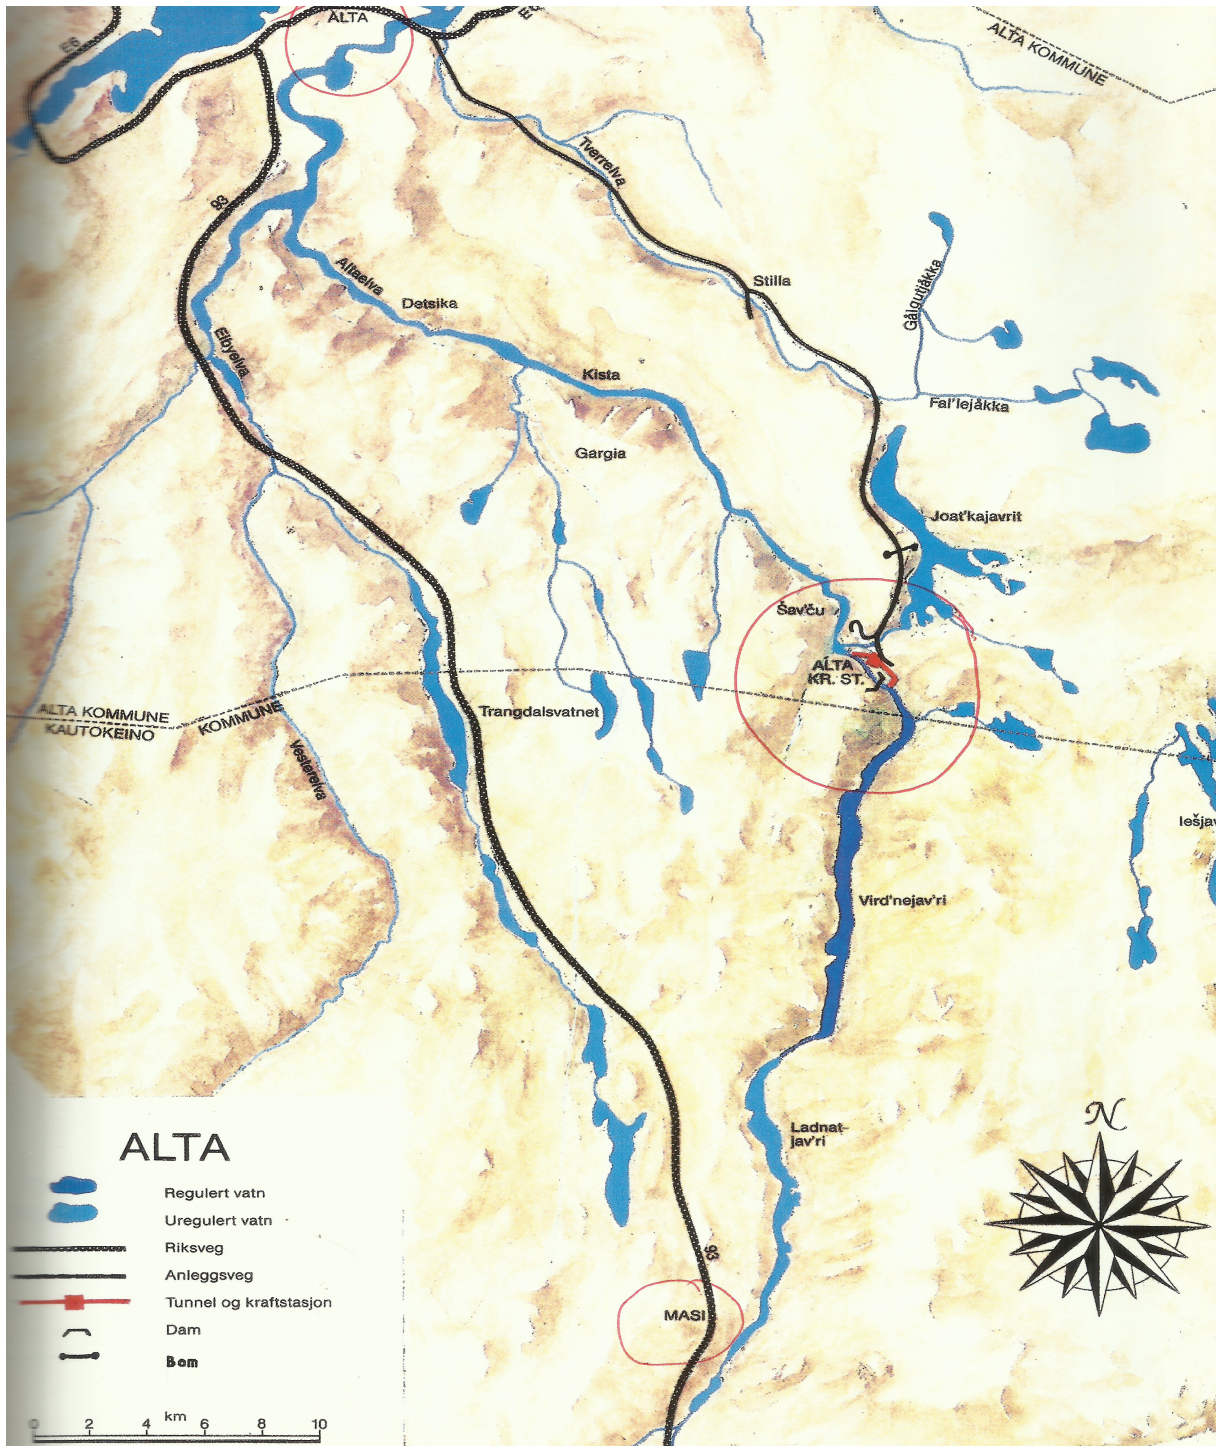 ALTA
E6
ALTA KOMMUNE
93
Tverrelva
Stilla
Gålgutjåkka
Altaelva
Detsika
Eibyelva
Kista
Fal'lejåkka
Gargia
Joat'kajavrit
Šav'ču
ALTA
KR. ST.
ALTA KOMMUNE
KAUTOKEINO
KOMMUNE
Trangdalsvatnet
Vesterelva
Iešjav
Vird'nejav'ri
Ladnat-
jav'ri
N
93
MASI
ALTA
Regulert vatn
Uregulert vatn
Riksveg
Anleggsveg
Tunnel og kraftstasjon
Dam
Bom
km
0 2 4 6 8 10